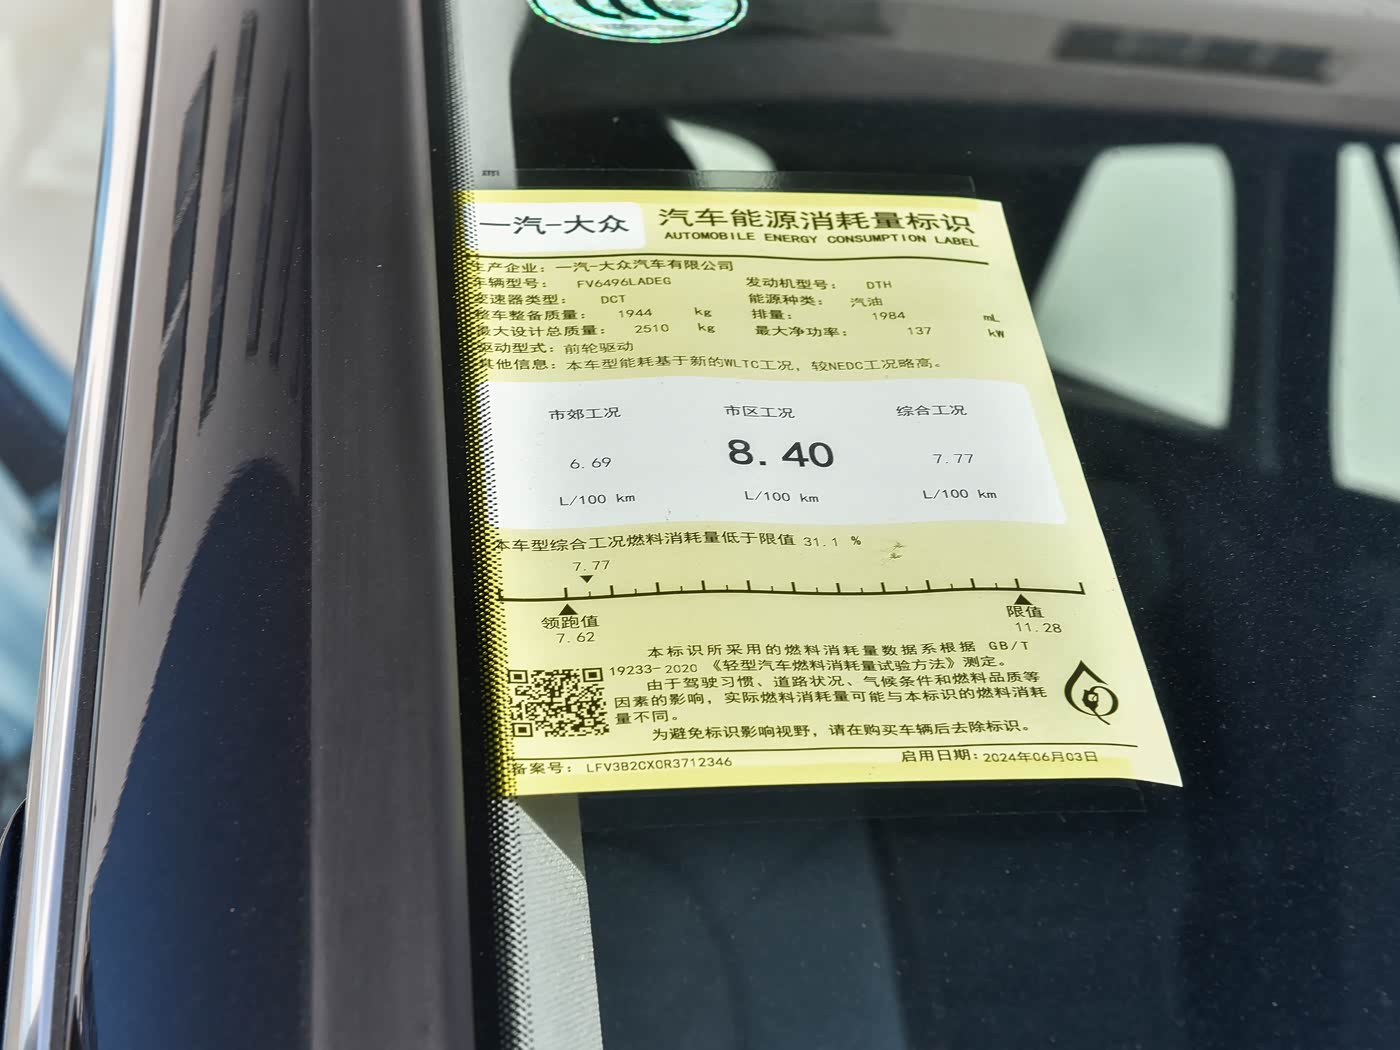 一汽-大众
汽车能源消耗量标识
AUTOMOBILE ENERGY CONSUMPTION LABEL
生产企业：一汽-大众汽车有限公司
车辆型号： FV6496LADEG 发动机型号： DTH
变速器类型： DCT 能源种类： 汽油
整车整备质量： 1944 kg 排量： 1984 mL
最大设计总质量： 2510 kg 最大净功率： 137 kW
驱动型式：前轮驱动
其他信息：本车型能耗基于新的WLTC工况，较NEDC工况略高。
市郊工况 市区工况 综合工况
6.69 8.40 7.77
L/100 km L/100 km L/100 km
本车型综合工况燃料消耗量低于限值 31.1 %
7.77
领跑值 限值
7.62 11.28
本标识所采用的燃料消耗量数据系根据 GB/T
19233-2020 《轻型汽车燃料消耗量试验方法》测定。
由于驾驶习惯、道路状况、气候条件和燃料品质等
因素的影响，实际燃料消耗量可能与本标识的燃料消耗
量不同。
为避免标识影响视野，请在购买车辆后去除标识。
备案号： LFV3B2CX0R3712346 启用日期：2024年06月03日